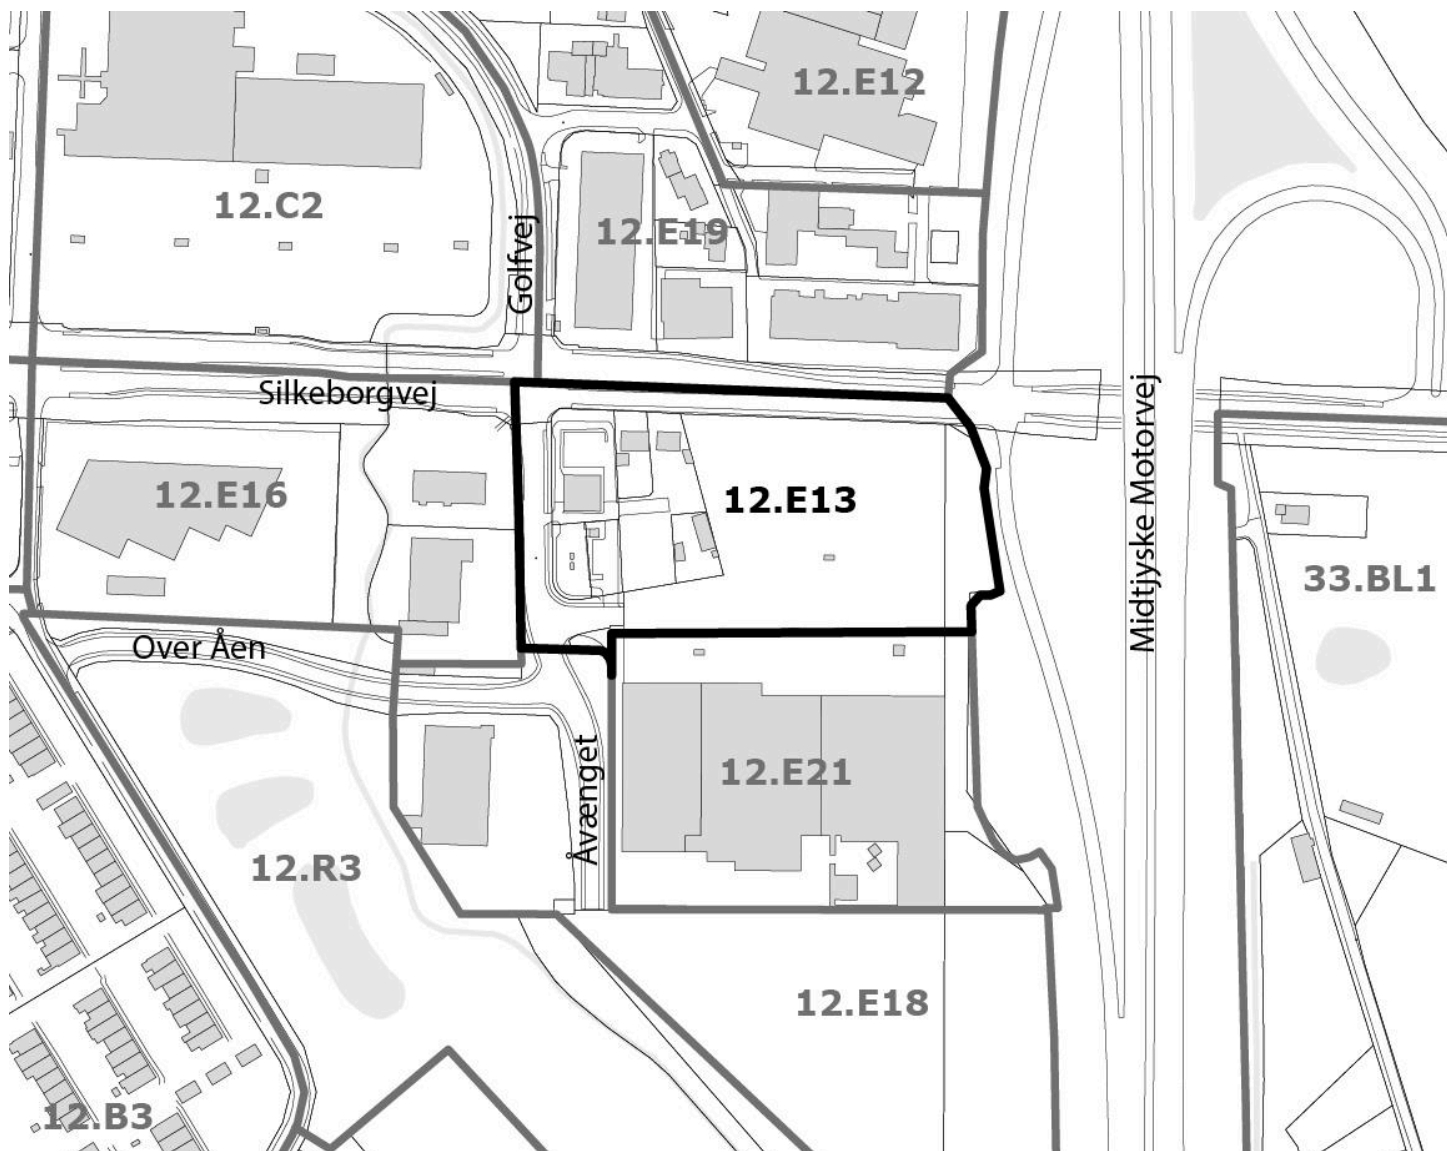 12.E12
12.C2
12.E19
Golfvej
Silkeborgvej
Midtjyske Motorvej
12.E16
12.E13
33.BL1
Over Åen
12.E21
Åvænget
12.R3
12.E18
12.B3